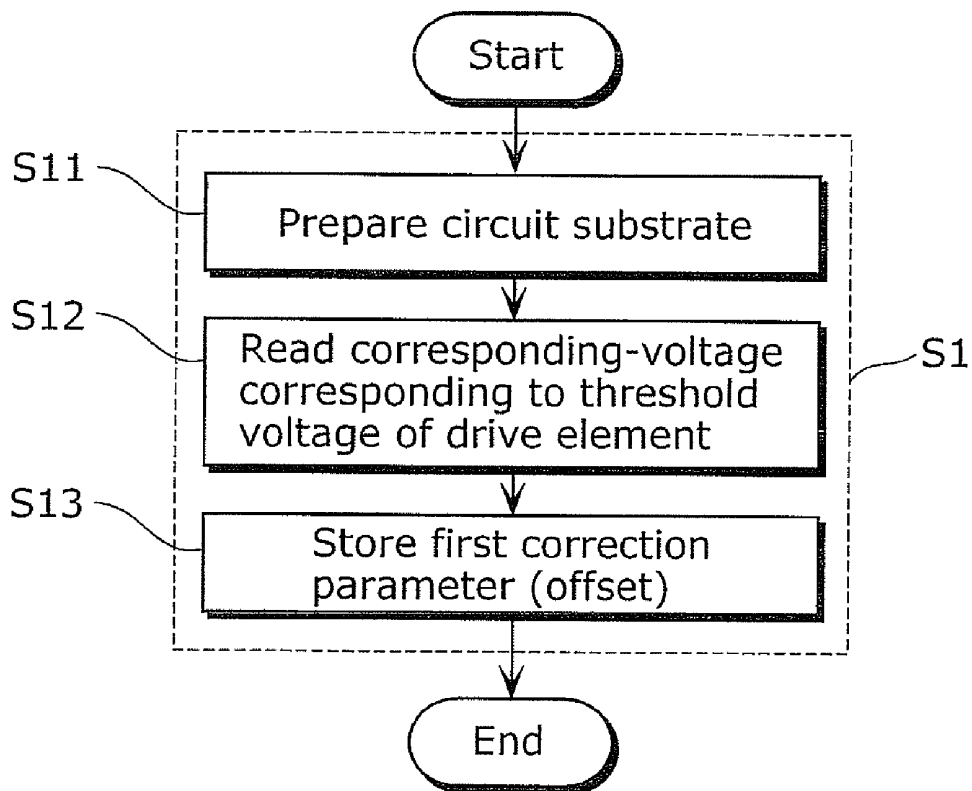 Start
S11
Prepare circuit substrate
S12
Read corresponding-voltage
corresponding to threshold
voltage of drive element
S1
S13
Store first correction
parameter (offset)
End